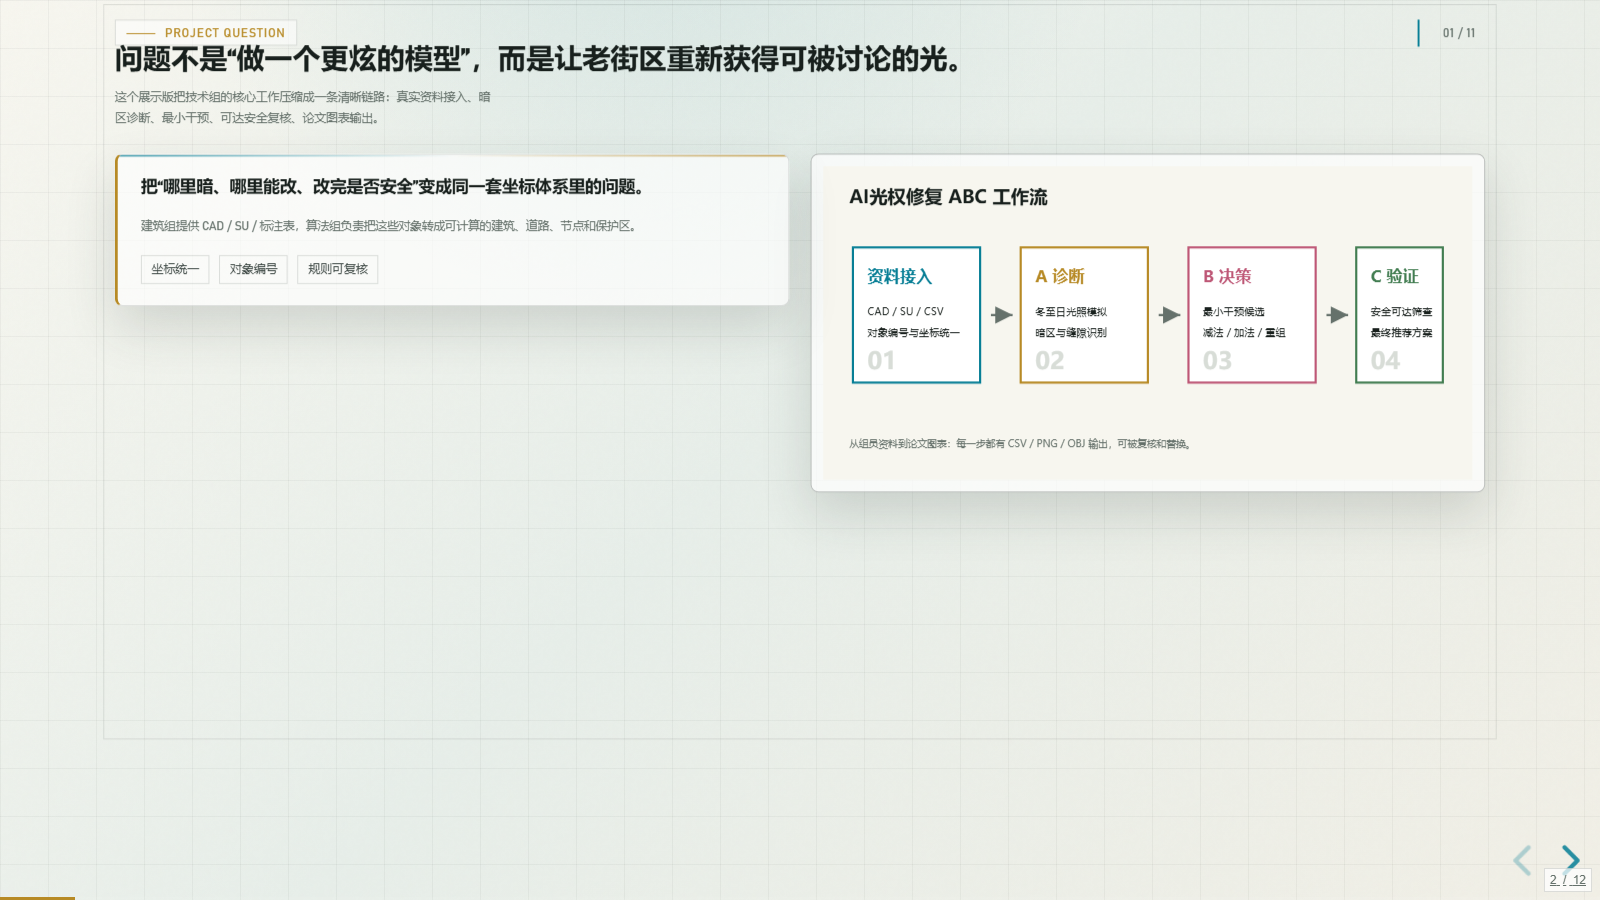 PROJECT QUESTION
01 / 11
问题不是“做一个更炫的模型”，而是让老街区重新获得可被讨论的光。
这个展示版把技术组的核心工作压缩成一条清晰链路：真实资料接入、暗
区诊断、最小干预、可达安全复核、论文图表输出。
把“哪里暗、哪里能改、改完是否安全”变成同一套坐标体系里的问题。
建筑组提供 CAD / SU / 标注表，算法组负责把这些对象转成可计算的建筑、道路、节点和保护区。
坐标统一
对象编号
规则可复核
AI光权修复 ABC 工作流
资料接入
CAD / SU / CSV
对象编号与坐标统一
01
A 诊断
冬至日光照模拟
暗区与缝隙识别
02
B 决策
最小干预候选
减法 / 加法 / 重组
03
C 验证
安全可达筛查
最终推荐方案
04
从组员资料到论文图表：每一步都有 CSV / PNG / OBJ 输出，可被复核和替换。
2 / 12